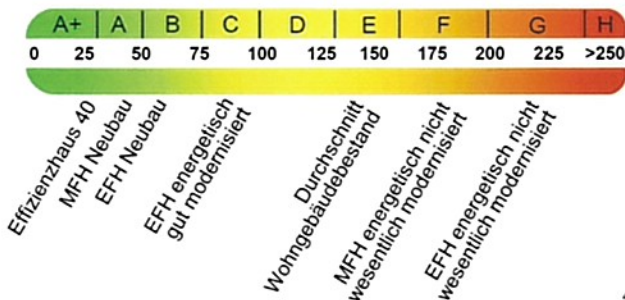 A+ A B C D E F G H
0 25 50 75 100 125 150 175 200 225 >250
Effizienzhaus 40
MFH Neubau
EFH Neubau
EFH energetisch
gut modernisiert
Durchschnitt
Wohngebäudebestand
MFH energetisch nicht
wesentlich modernisiert
EFH energetisch nicht
wesentlich modernisiert